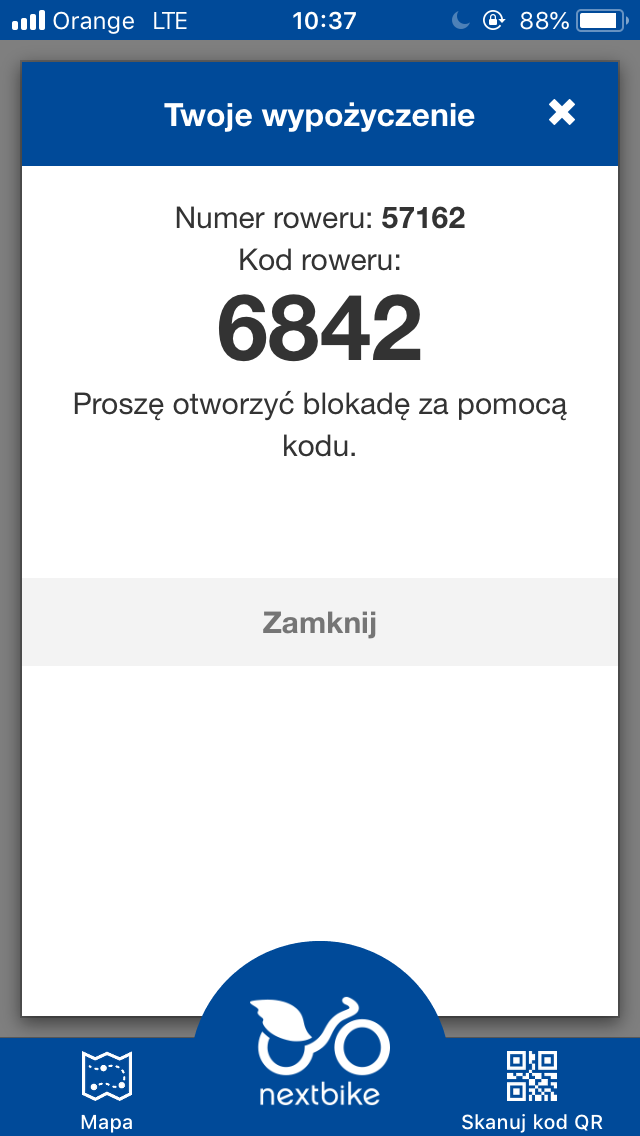 Orange LTE 10:37 88%
Twoje wypożyczenie
Numer roweru: 57162
Kod roweru:
6842
Proszę otworzyć blokadę za pomocą
kodu.
Zamknij
nextbike
Mapa
Skanuj kod QR